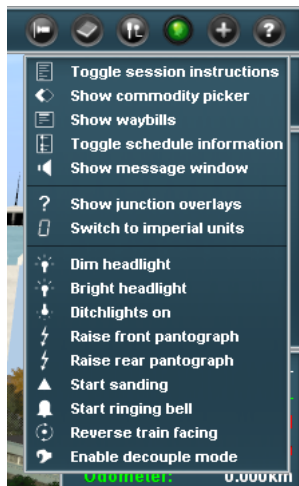 Toggle session instructions
Show commodity picker
Show waybills
Toggle schedule information
Show message window
Show junction overlays
Switch to imperial units
Dim headlight
Bright headlight
Ditchlights on
Raise front pantograph
Raise rear pantograph
Start sanding
Start ringing bell
Reverse train facing
Enable decouple mode
Odometer: 0.000km